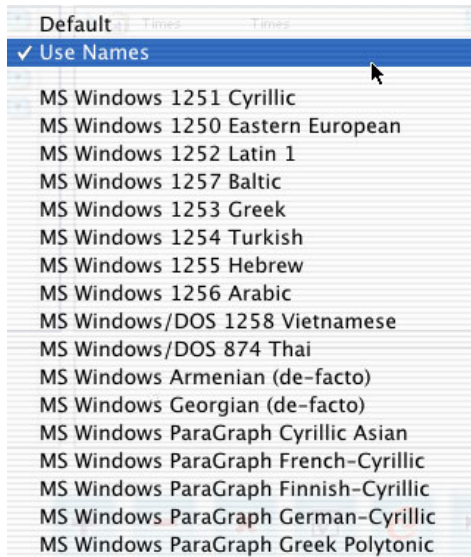 Default
✓ Use Names
MS Windows 1251 Cyrillic
MS Windows 1250 Eastern European
MS Windows 1252 Latin 1
MS Windows 1257 Baltic
MS Windows 1253 Greek
MS Windows 1254 Turkish
MS Windows 1255 Hebrew
MS Windows 1256 Arabic
MS Windows/DOS 1258 Vietnamese
MS Windows/DOS 874 Thai
MS Windows Armenian (de-facto)
MS Windows Georgian (de-facto)
MS Windows ParaGraph Cyrillic Asian
MS Windows ParaGraph French-Cyrillic
MS Windows ParaGraph Finnish-Cyrillic
MS Windows ParaGraph German-Cyrillic
MS Windows ParaGraph Greek Polytonic